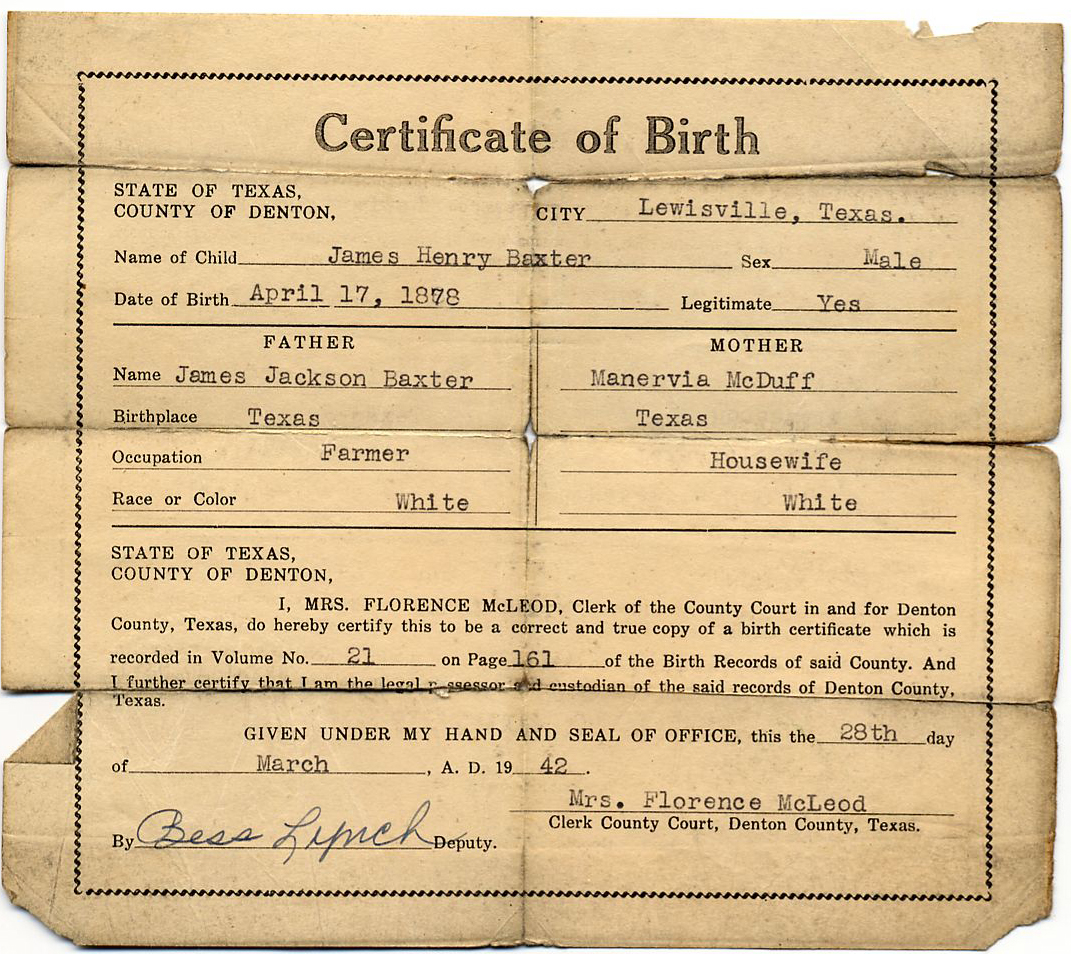 Certificate of Birth
STATE OF TEXAS,
COUNTY OF DENTON,
CITY Lewisville, Texas.
Name of Child James Henry Baxter Sex Male
Date of Birth April 17, 1878 Legitimate Yes
FATHER MOTHER
Name James Jackson Baxter Manervia McDuff
Birthplace Texas Texas
Occupation Farmer Housewife
Race or Color White White
STATE OF TEXAS,
COUNTY OF DENTON,
I, MRS. FLORENCE McLEOD, Clerk of the County Court in and for Denton
County, Texas, do hereby certify this to be a correct and true copy of a birth certificate which is
recorded in Volume No. 21 on Page 161 of the Birth Records of said County. And
I further certify that I am the legal and custodian of the said records of Denton County,
Texas.
GIVEN UNDER MY HAND AND SEAL OF OFFICE, this the 28th day
of March, A. D. 19 42.
Mrs. Florence McLeod
Clerk County Court, Denton County, Texas.
By Bess Lynch Deputy.